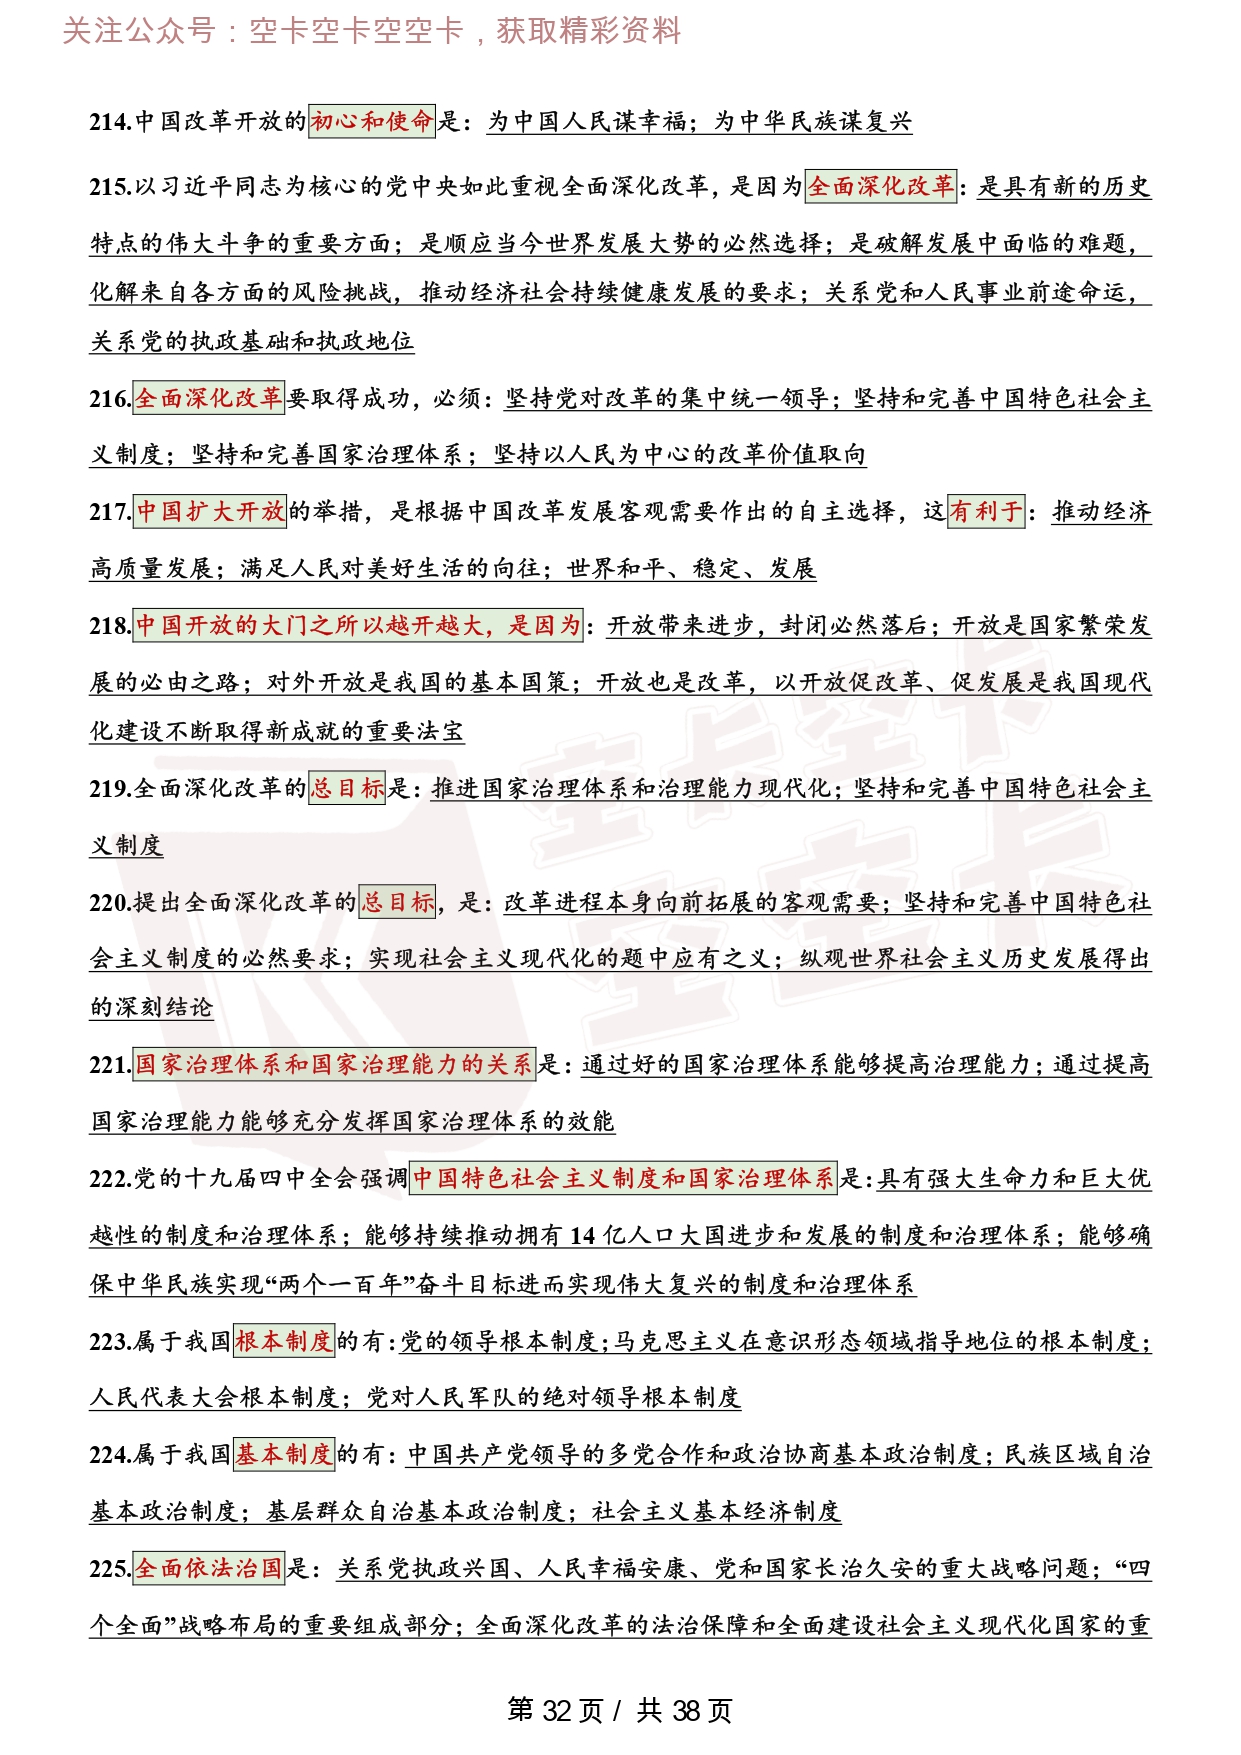 关注公众号：空卡空卡空空卡，获取精彩资料
214.中国改革开放的初心和使命是：为中国人民谋幸福；为中华民族谋复兴
215.以习近平同志为核心的党中央如此重视全面深化改革，是因为全面深化改革：是具有新的历史
特点的伟大斗争的重要方面；是顺应当今世界发展大势的必然选择；是破解发展中面临的难题，
化解来自各方面的风险挑战，推动经济社会持续健康发展的要求；关系党和人民事业前途命运，
关系党的执政基础和执政地位
216.全面深化改革要取得成功，必须：坚持党对改革的集中统一领导；坚持和完善中国特色社会主
义制度；坚持和完善国家治理体系；坚持以人民为中心的改革价值取向
217.中国扩大开放的举措，是根据中国改革发展客观需要作出的自主选择，这有利于：推动经济
高质量发展；满足人民对美好生活的向往；世界和平、稳定、发展
218.中国开放的大门之所以越开越大，是因为：开放带来进步，封闭必然落后；开放是国家繁荣发
展的必由之路；对外开放是我国的基本国策；开放也是改革，以开放促改革、促发展是我国现代
化建设不断取得新成就的重要法宝
219.全面深化改革的总目标是：推进国家治理体系和治理能力现代化；坚持和完善中国特色社会主
义制度
220.提出全面深化改革的总目标，是：改革进程本身向前拓展的客观需要；坚持和完善中国特色社
会主义制度的必然要求；实现社会主义现代化的题中应有之义；纵观世界社会主义历史发展得出
的深刻结论
221.国家治理体系和国家治理能力的关系是：通过好的国家治理体系能够提高治理能力；通过提高
国家治理能力能够充分发挥国家治理体系的效能
222.党的十九届四中全会强调中国特色社会主义制度和国家治理体系是：具有强大生命力和巨大优
越性的制度和治理体系；能够持续推动拥有 14 亿人口大国进步和发展的制度和治理体系；能够确
保中华民族实现“两个一百年”奋斗目标进而实现伟大复兴的制度和治理体系
223.属于我国根本制度的有：党的领导根本制度；马克思主义在意识形态领域指导地位的根本制度；
人民代表大会根本制度；党对人民军队的绝对领导根本制度
224.属于我国基本制度的有：中国共产党领导的多党合作和政治协商基本政治制度；民族区域自治
基本政治制度；基层群众自治基本政治制度；社会主义基本经济制度
225.全面依法治国是：关系党执政兴国、人民幸福安康、党和国家长治久安的重大战略问题；“四
个全面”战略布局的重要组成部分；全面深化改革的法治保障和全面建设社会主义现代化国家的重
空卡空卡
空空卡
第 32 页 / 共 38 页